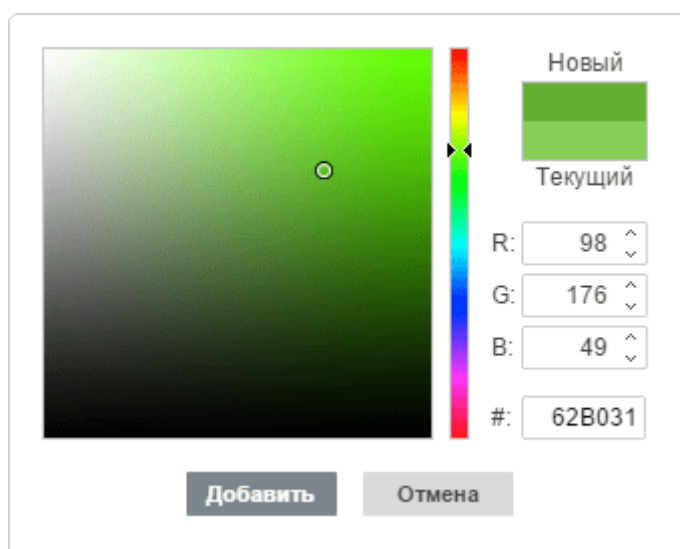 Новый
Текущий
R: 98
G: 176
B: 49
#: 62B031
Добавить
Отмена